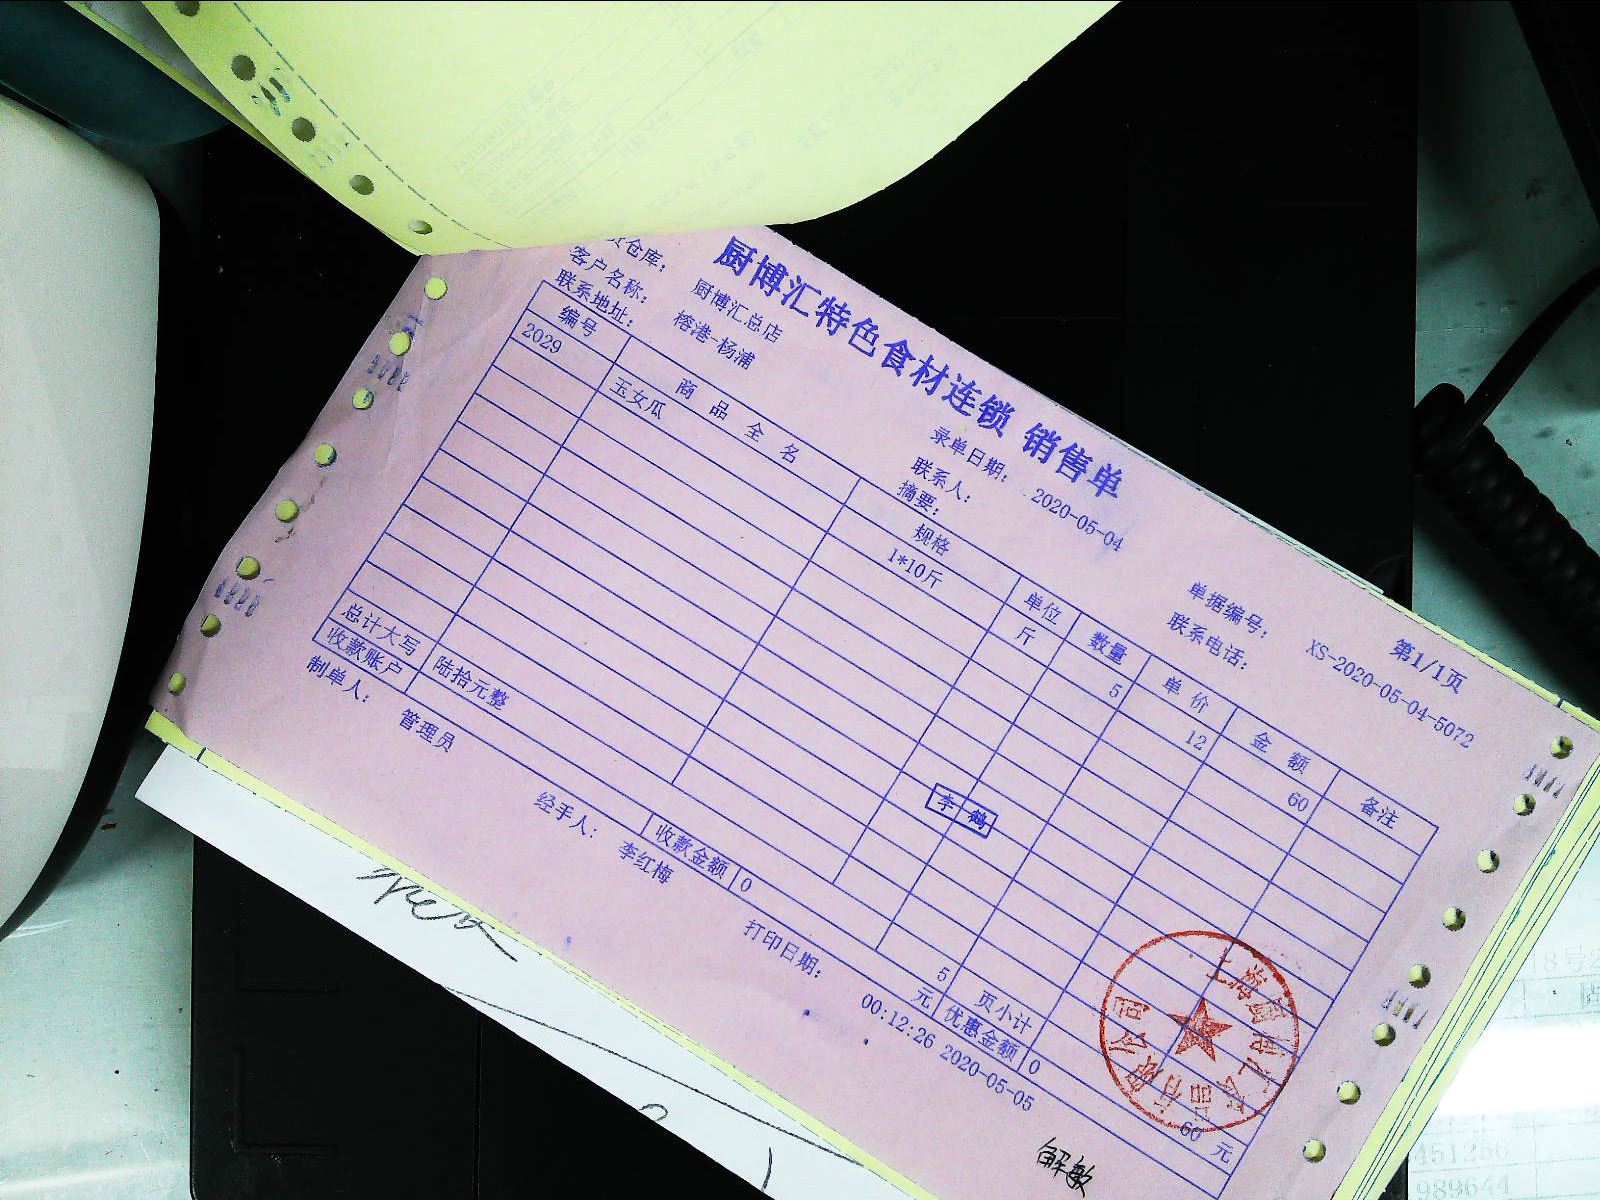 厨博汇特色食材连锁 销售单
第1/1页
仓库： 厨博汇总店 录单日期： 2020-05-04 单据编号： XS-2020-05-04-5072
客户名称： 榕港-杨浦 联系人： 联系电话：
联系地址： 摘要：
编号 商品全名 规格 单位 数量 单价 金额 备注
2029 玉女瓜 1*10斤 斤 5 12 60
李 鹤
5 页小计 60 元
总计大写 陆拾元整
收款账户 收款金额 0 元 优惠金额 0
制单人： 管理员 经手人： 李红梅 打印日期： 00:12:26 2020-05-05
解敏
451256
989644